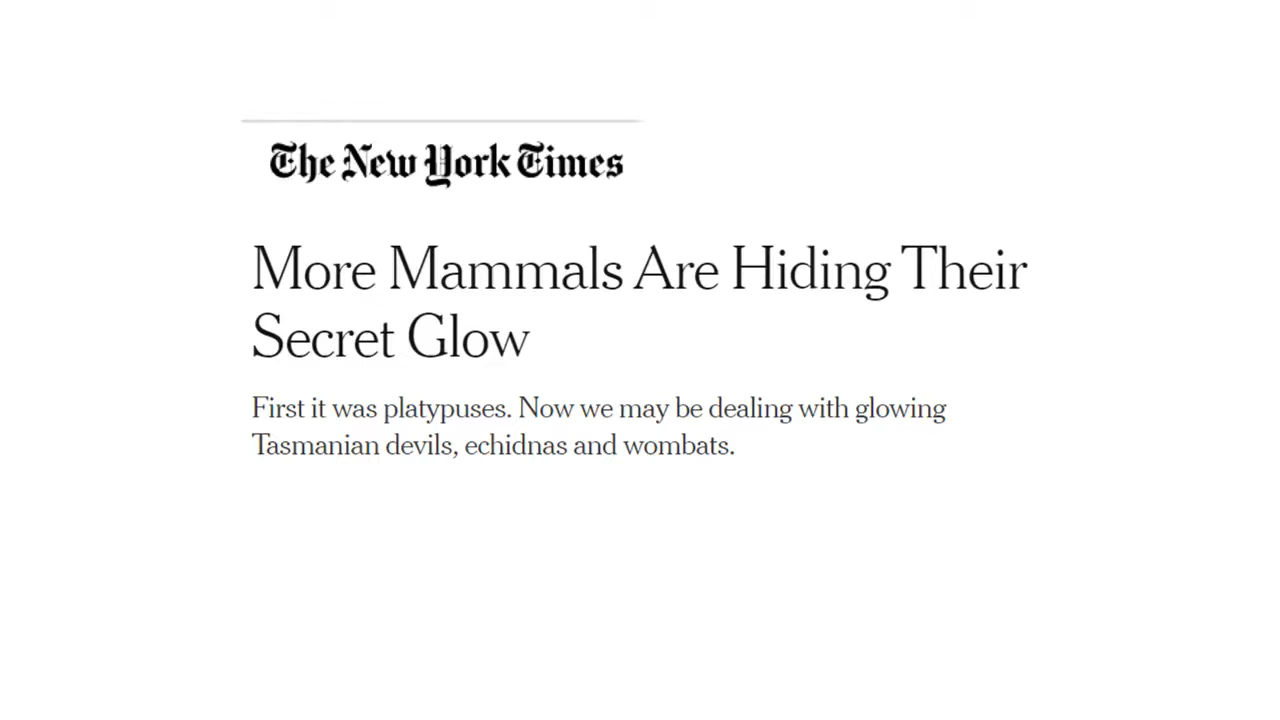 The New York Times
More Mammals Are Hiding Their
Secret Glow
First it was platypuses. Now we may be dealing with glowing
Tasmanian devils, echidnas and wombats.